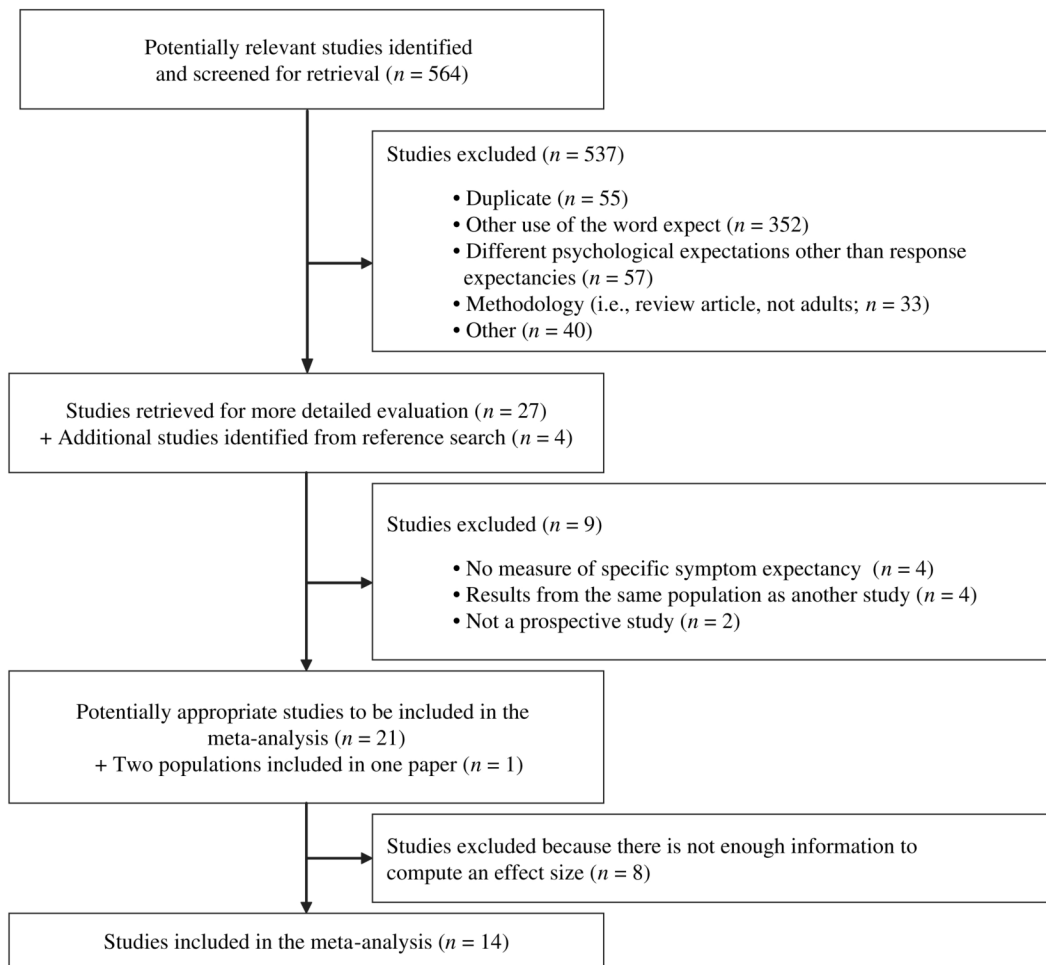 Potentially relevant studies identified
and screened for retrieval (n = 564)
Studies excluded (n = 537)
• Duplicate (n = 55)
• Other use of the word expect (n = 352)
• Different psychological expectations other than response
expectancies (n = 57)
• Methodology (i.e., review article, not adults; n = 33)
• Other (n = 40)
Studies retrieved for more detailed evaluation (n = 27)
+ Additional studies identified from reference search (n = 4)
Studies excluded (n = 9)
• No measure of specific symptom expectancy (n = 4)
• Results from the same population as another study (n = 4)
• Not a prospective study (n = 2)
Potentially appropriate studies to be included in the
meta-analysis (n = 21)
+ Two populations included in one paper (n = 1)
Studies excluded because there is not enough information to
compute an effect size (n = 8)
Studies included in the meta-analysis (n = 14)